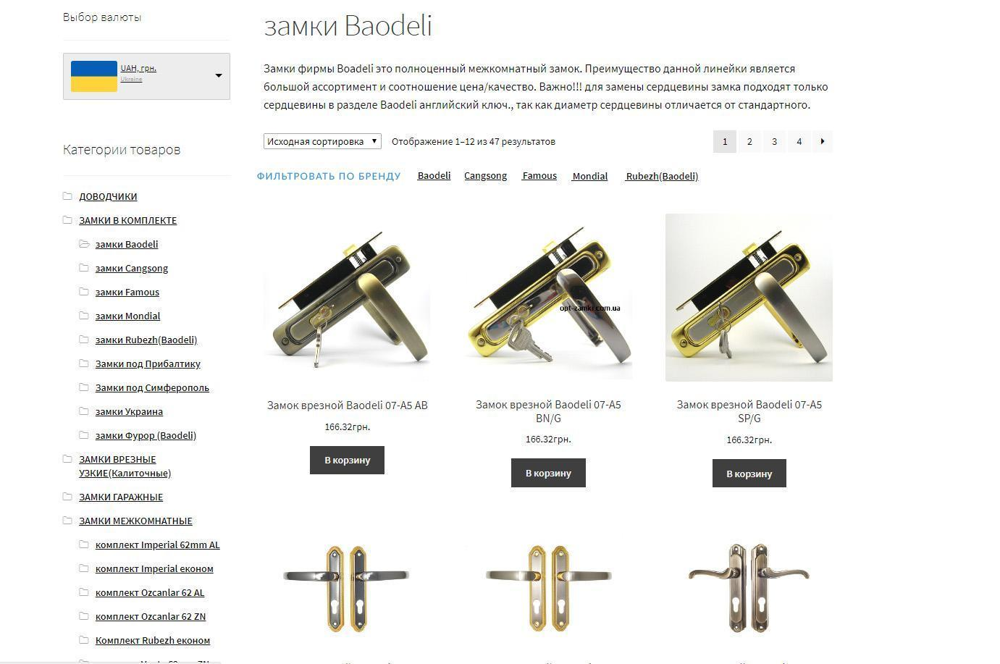 Выбор валюты
UAH, грн.
Ukraine
Категории товаров
ДОВОДЧИКИ
ЗАМКИ В КОМПЛЕКТЕ
замки Baodeli
замки Cangsong
замки Famous
замки Mondial
замки Rubezh(Baodeli)
Замки под Прибалтику
Замки под Симферополь
замки Украина
замки Фурор (Baodeli)
ЗАМКИ ВРЕЗНЫЕ
УЗКИЕ(Калиточные)
ЗАМКИ ГАРАЖНЫЕ
ЗАМКИ МЕЖКОМНАТНЫЕ
комплект Imperial 62mm AL
комплект Imperial економ
комплект Ozcanlar 62 AL
комплект Ozcanlar 62 ZN
Комплект Rubezh економ
замки Baodeli
Замки фирмы Boadeli это полноценный межкомнатный замок. Преимущество данной линейки является
большой ассортимент и соотношение цена/качество. Важно!!! для замены сердцевины замка подходят только
сердцевины в разделе Baodeli английский ключ., так как диаметр сердцевины отличается от стандартного.
Исходная сортировка Отображение 1–12 из 47 результатов 1 2 3 4
ФИЛЬТРОВАТЬ ПО БРЕНДУ Baodeli Cangsong Famous Mondial Rubezh(Baodeli)
opt-zamki.com.ua
Замок врезной Baodeli 07-A5 AB
166.32грн.
В корзину
Замок врезной Baodeli 07-A5
BN/G
166.32грн.
В корзину
Замок врезной Baodeli 07-A5
SP/G
166.32грн.
В корзину